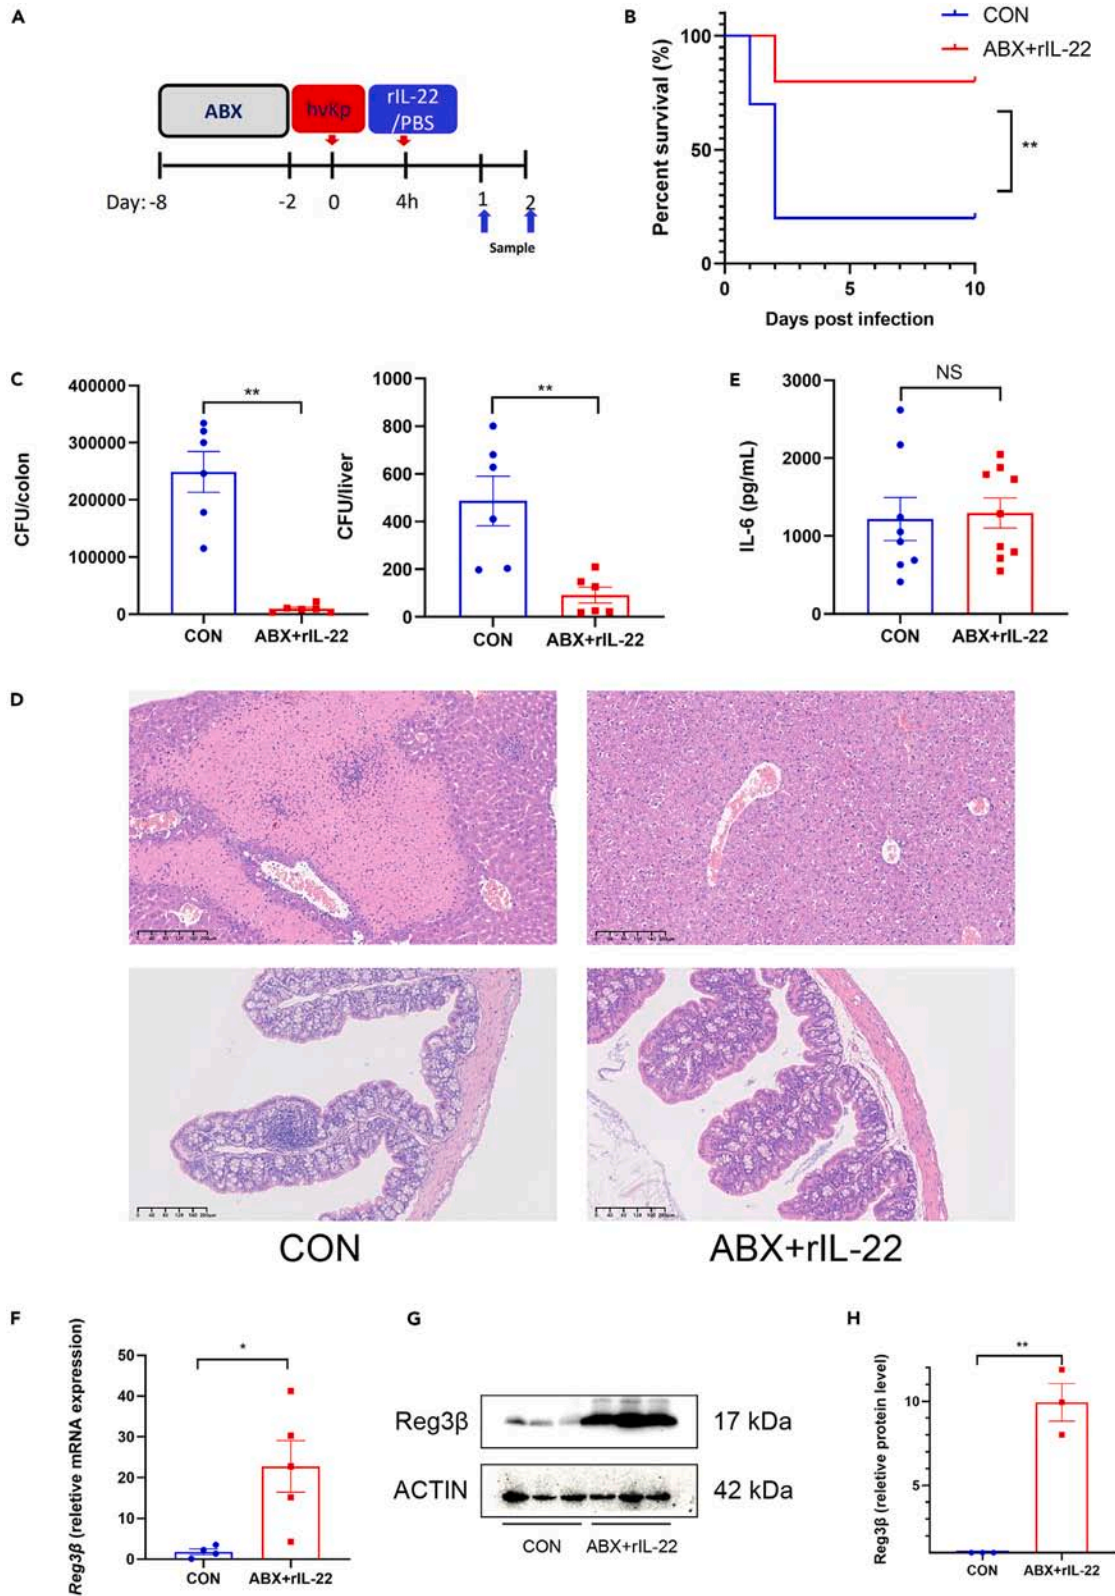 A
ABX
hvKp
rIL-22
/PBS
Day: -8
-2
0
4h
1
2
Sample
B
CON
ABX+rIL-22
Percent survival (%)
100
50
0
0
5
10
Days post infection
**
C
CFU/colon
400000
300000
200000
100000
0
**
CON
ABX+rIL-22
CFU/liver
1000
800
600
400
200
0
**
CON
ABX+rIL-22
E
IL-6 (pg/mL)
3000
2000
1000
0
NS
CON
ABX+rIL-22
D
CON
ABX+rIL-22
F
Reg3β (reletive mRNA expression)
50
40
30
20
10
0
*
CON
ABX+rIL-22
G
Reg3β
17 kDa
ACTIN
42 kDa
CON
ABX+rIL-22
H
Reg3β (reletive protein level)
10
5
**
CON
ABX+rIL-22